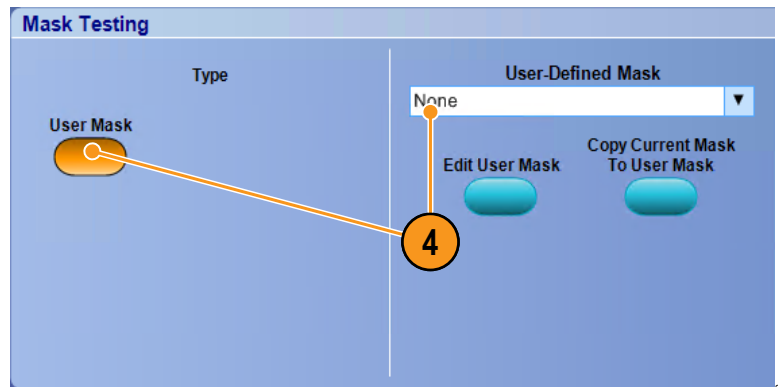 Mask Testing
Type
User Mask
User-Defined Mask
None
Edit User Mask
Copy Current Mask
To User Mask
4